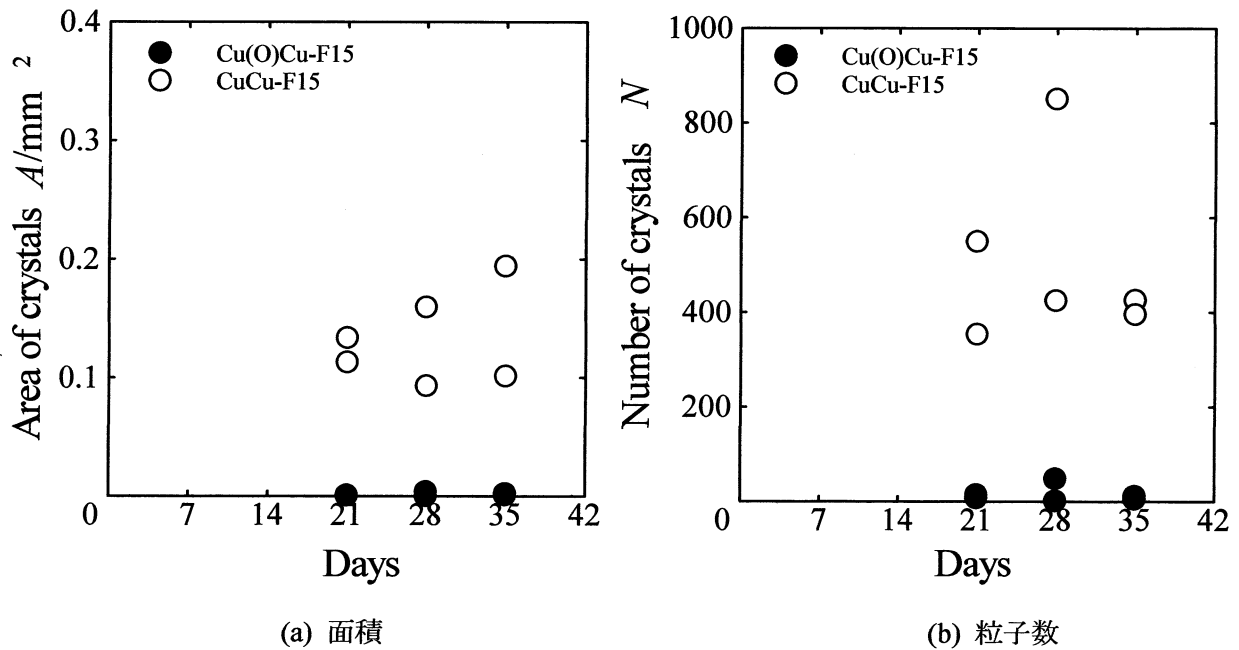 0.4
0.3
0.2
0.1
0
7
14
21
28
35
42
Days
Area of crystals A/mm 2
Cu(O)Cu-F15
CuCu-F15
(a) 面積
1000
800
600
400
200
0
7
14
21
28
35
42
Days
Number of crystals N
Cu(O)Cu-F15
CuCu-F15
(b) 粒子数